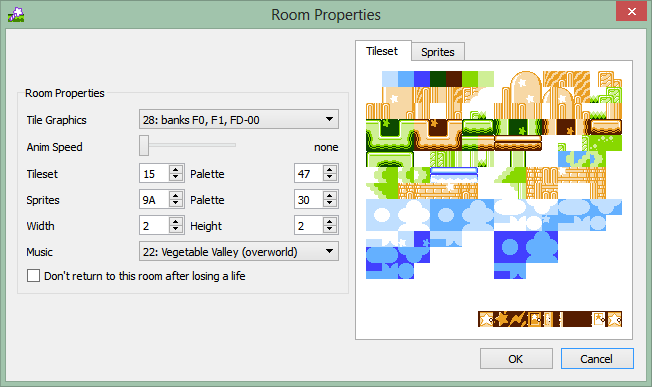 Room Properties
Tileset Sprites
Room Properties
Tile Graphics 28: banks F0, F1, FD-00
Anim Speed none
Tileset 15 Palette 47
Sprites 9A Palette 30
Width 2 Height 2
Music 22: Vegetable Valley (overworld)
Don't return to this room after losing a life
OK Cancel